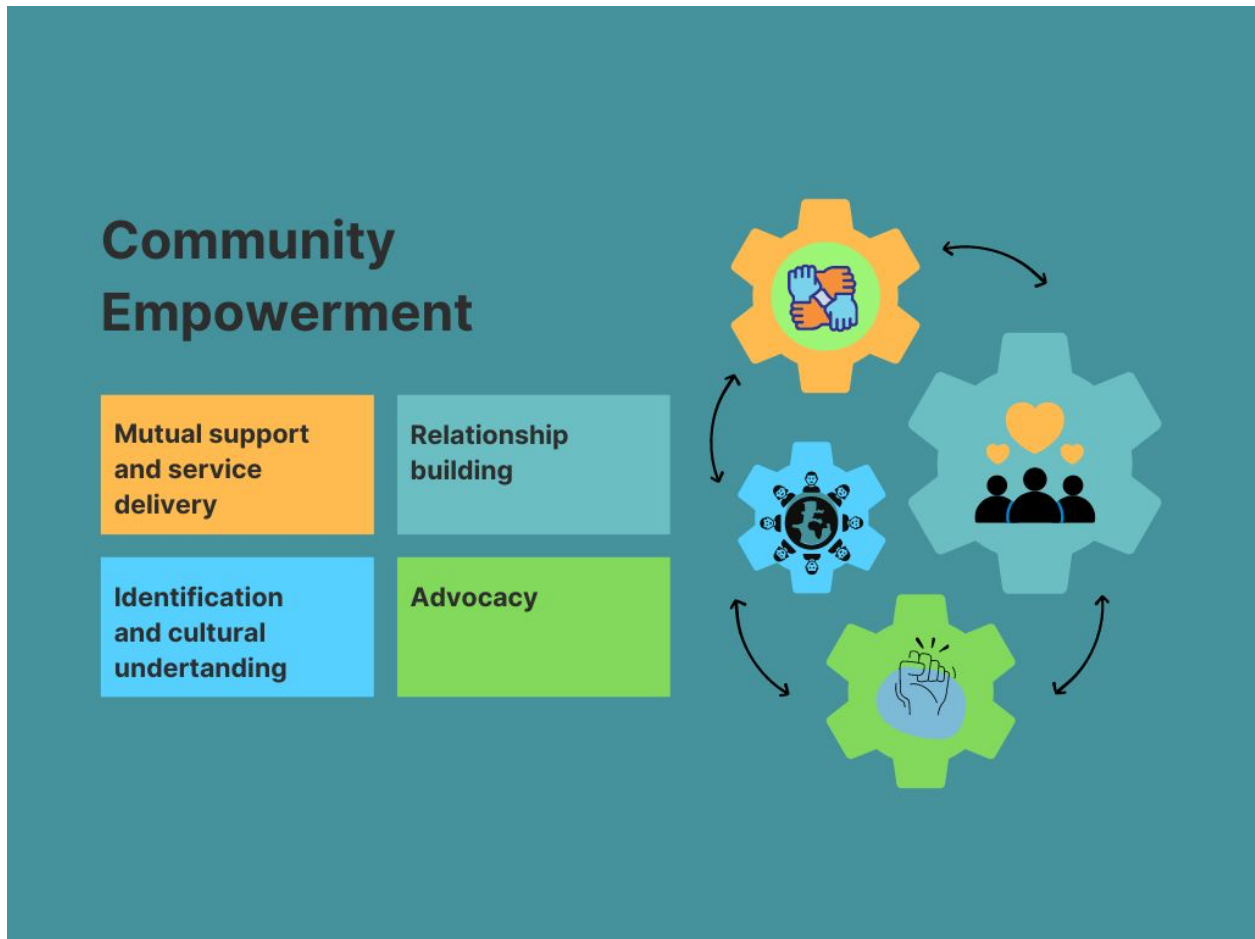 Community
Empowerment
Mutual support
and service
delivery
Relationship
building
Identification
and cultural
undertanding
Advocacy